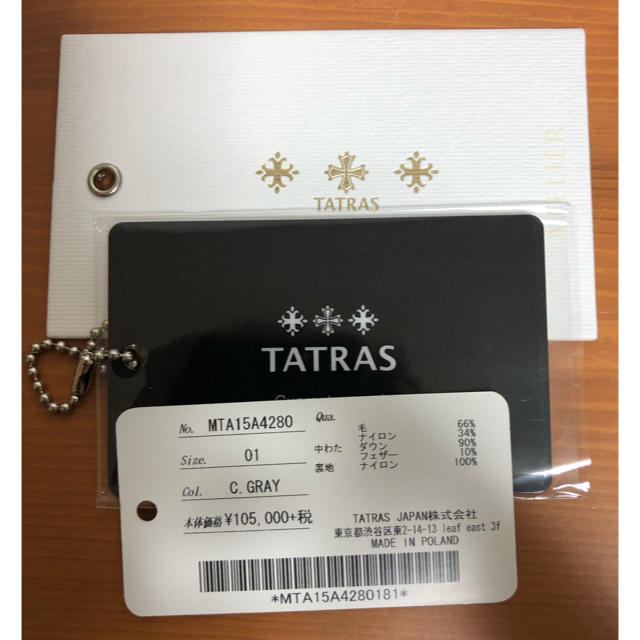 TATRAS
ATELIER
TATRAS
No. MTA15A4280 Qua.
毛 66%
ナイロン 34%
Size. 01 中わた ダウン 90%
フェザー 10%
裏地 ナイロン 100%
Col. C.GRAY
本体価格 ¥105,000+税
TATRAS JAPAN株式会社
東京都渋谷区東2-14-13 leaf east 3f
MADE IN POLAND
*MTA15A4280181*